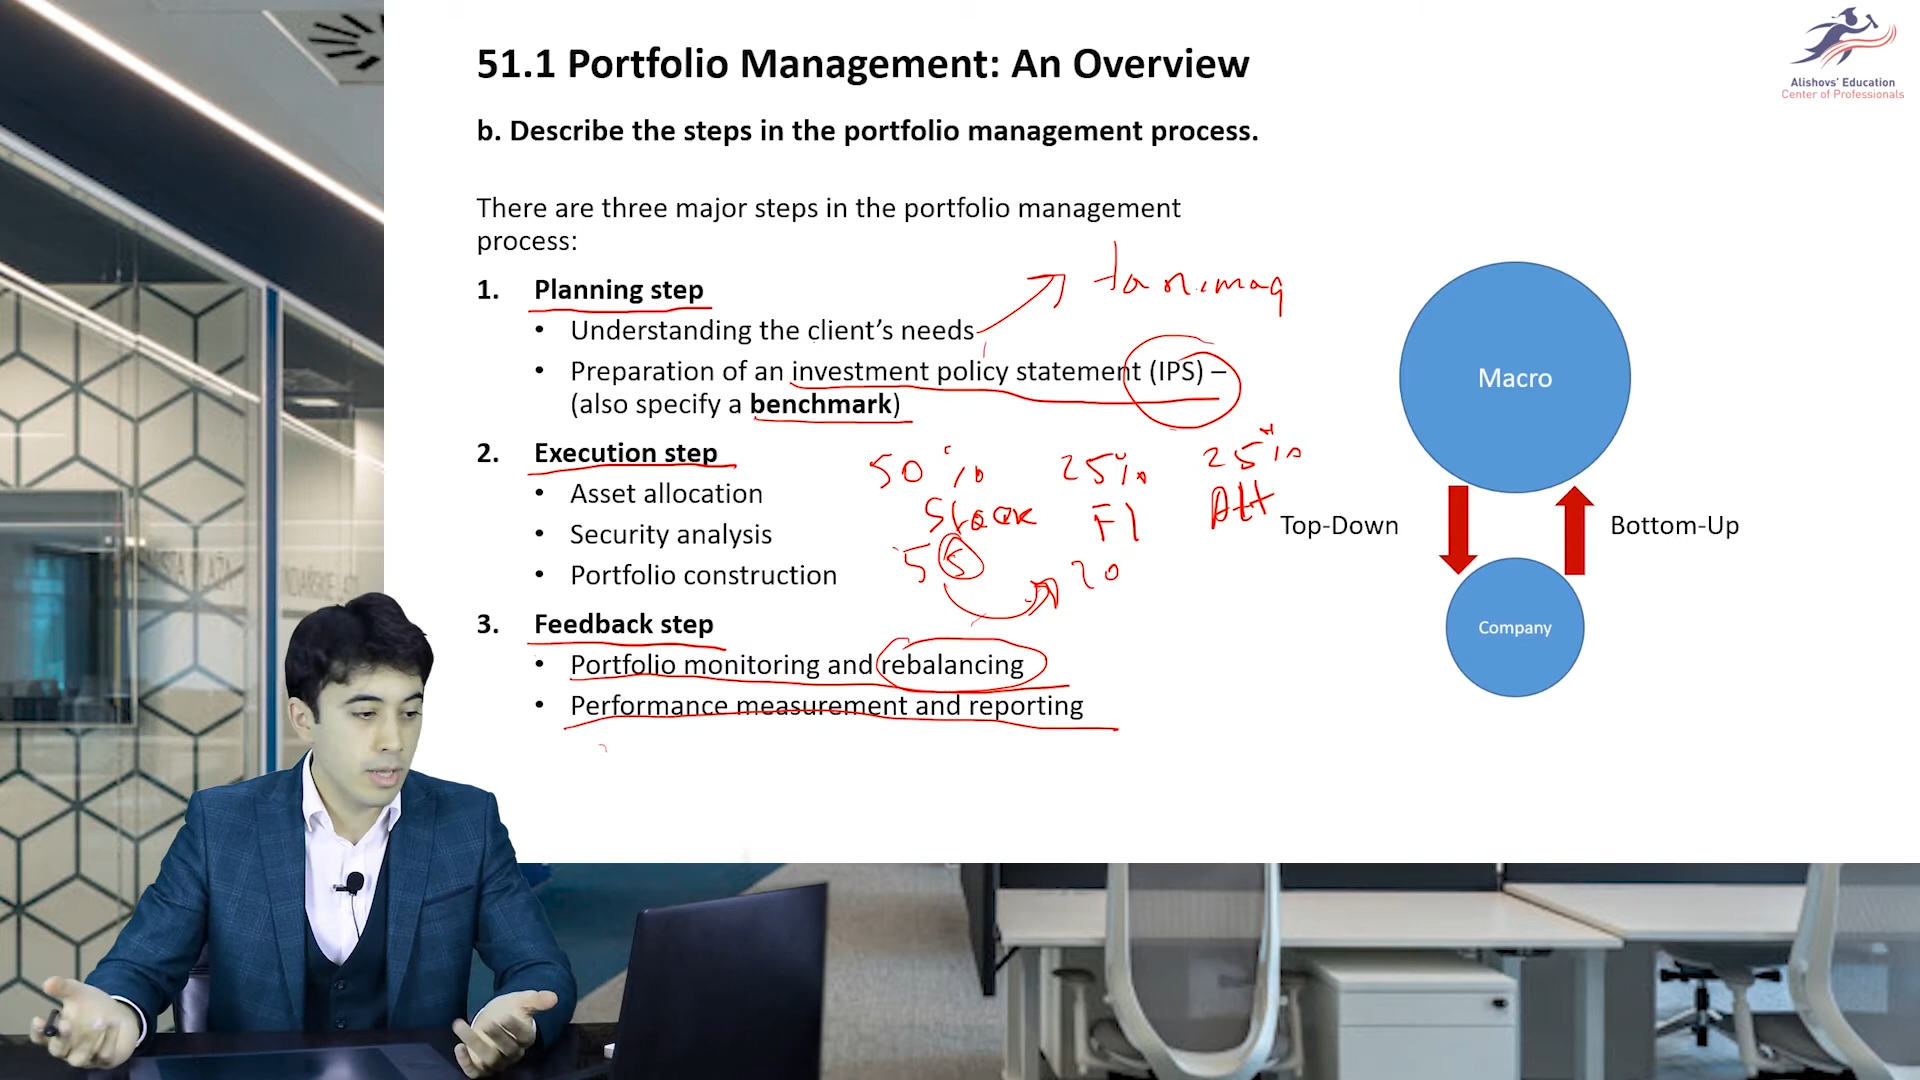 51.1 Portfolio Management: An Overview
Alishovs' Education
Center of Professionals
b. Describe the steps in the portfolio management process.
There are three major steps in the portfolio management
process:
1. Planning step
• Understanding the client's needs
tanımaq
• Preparation of an investment policy statement (IPS) –
(also specify a benchmark)
2. Execution step
• Asset allocation
• Security analysis
• Portfolio construction
50% 25% 25%
Stock FI Alt
55 20
3. Feedback step
• Portfolio monitoring and rebalancing
• Performance measurement and reporting
Macro
Top-Down Bottom-Up
Company